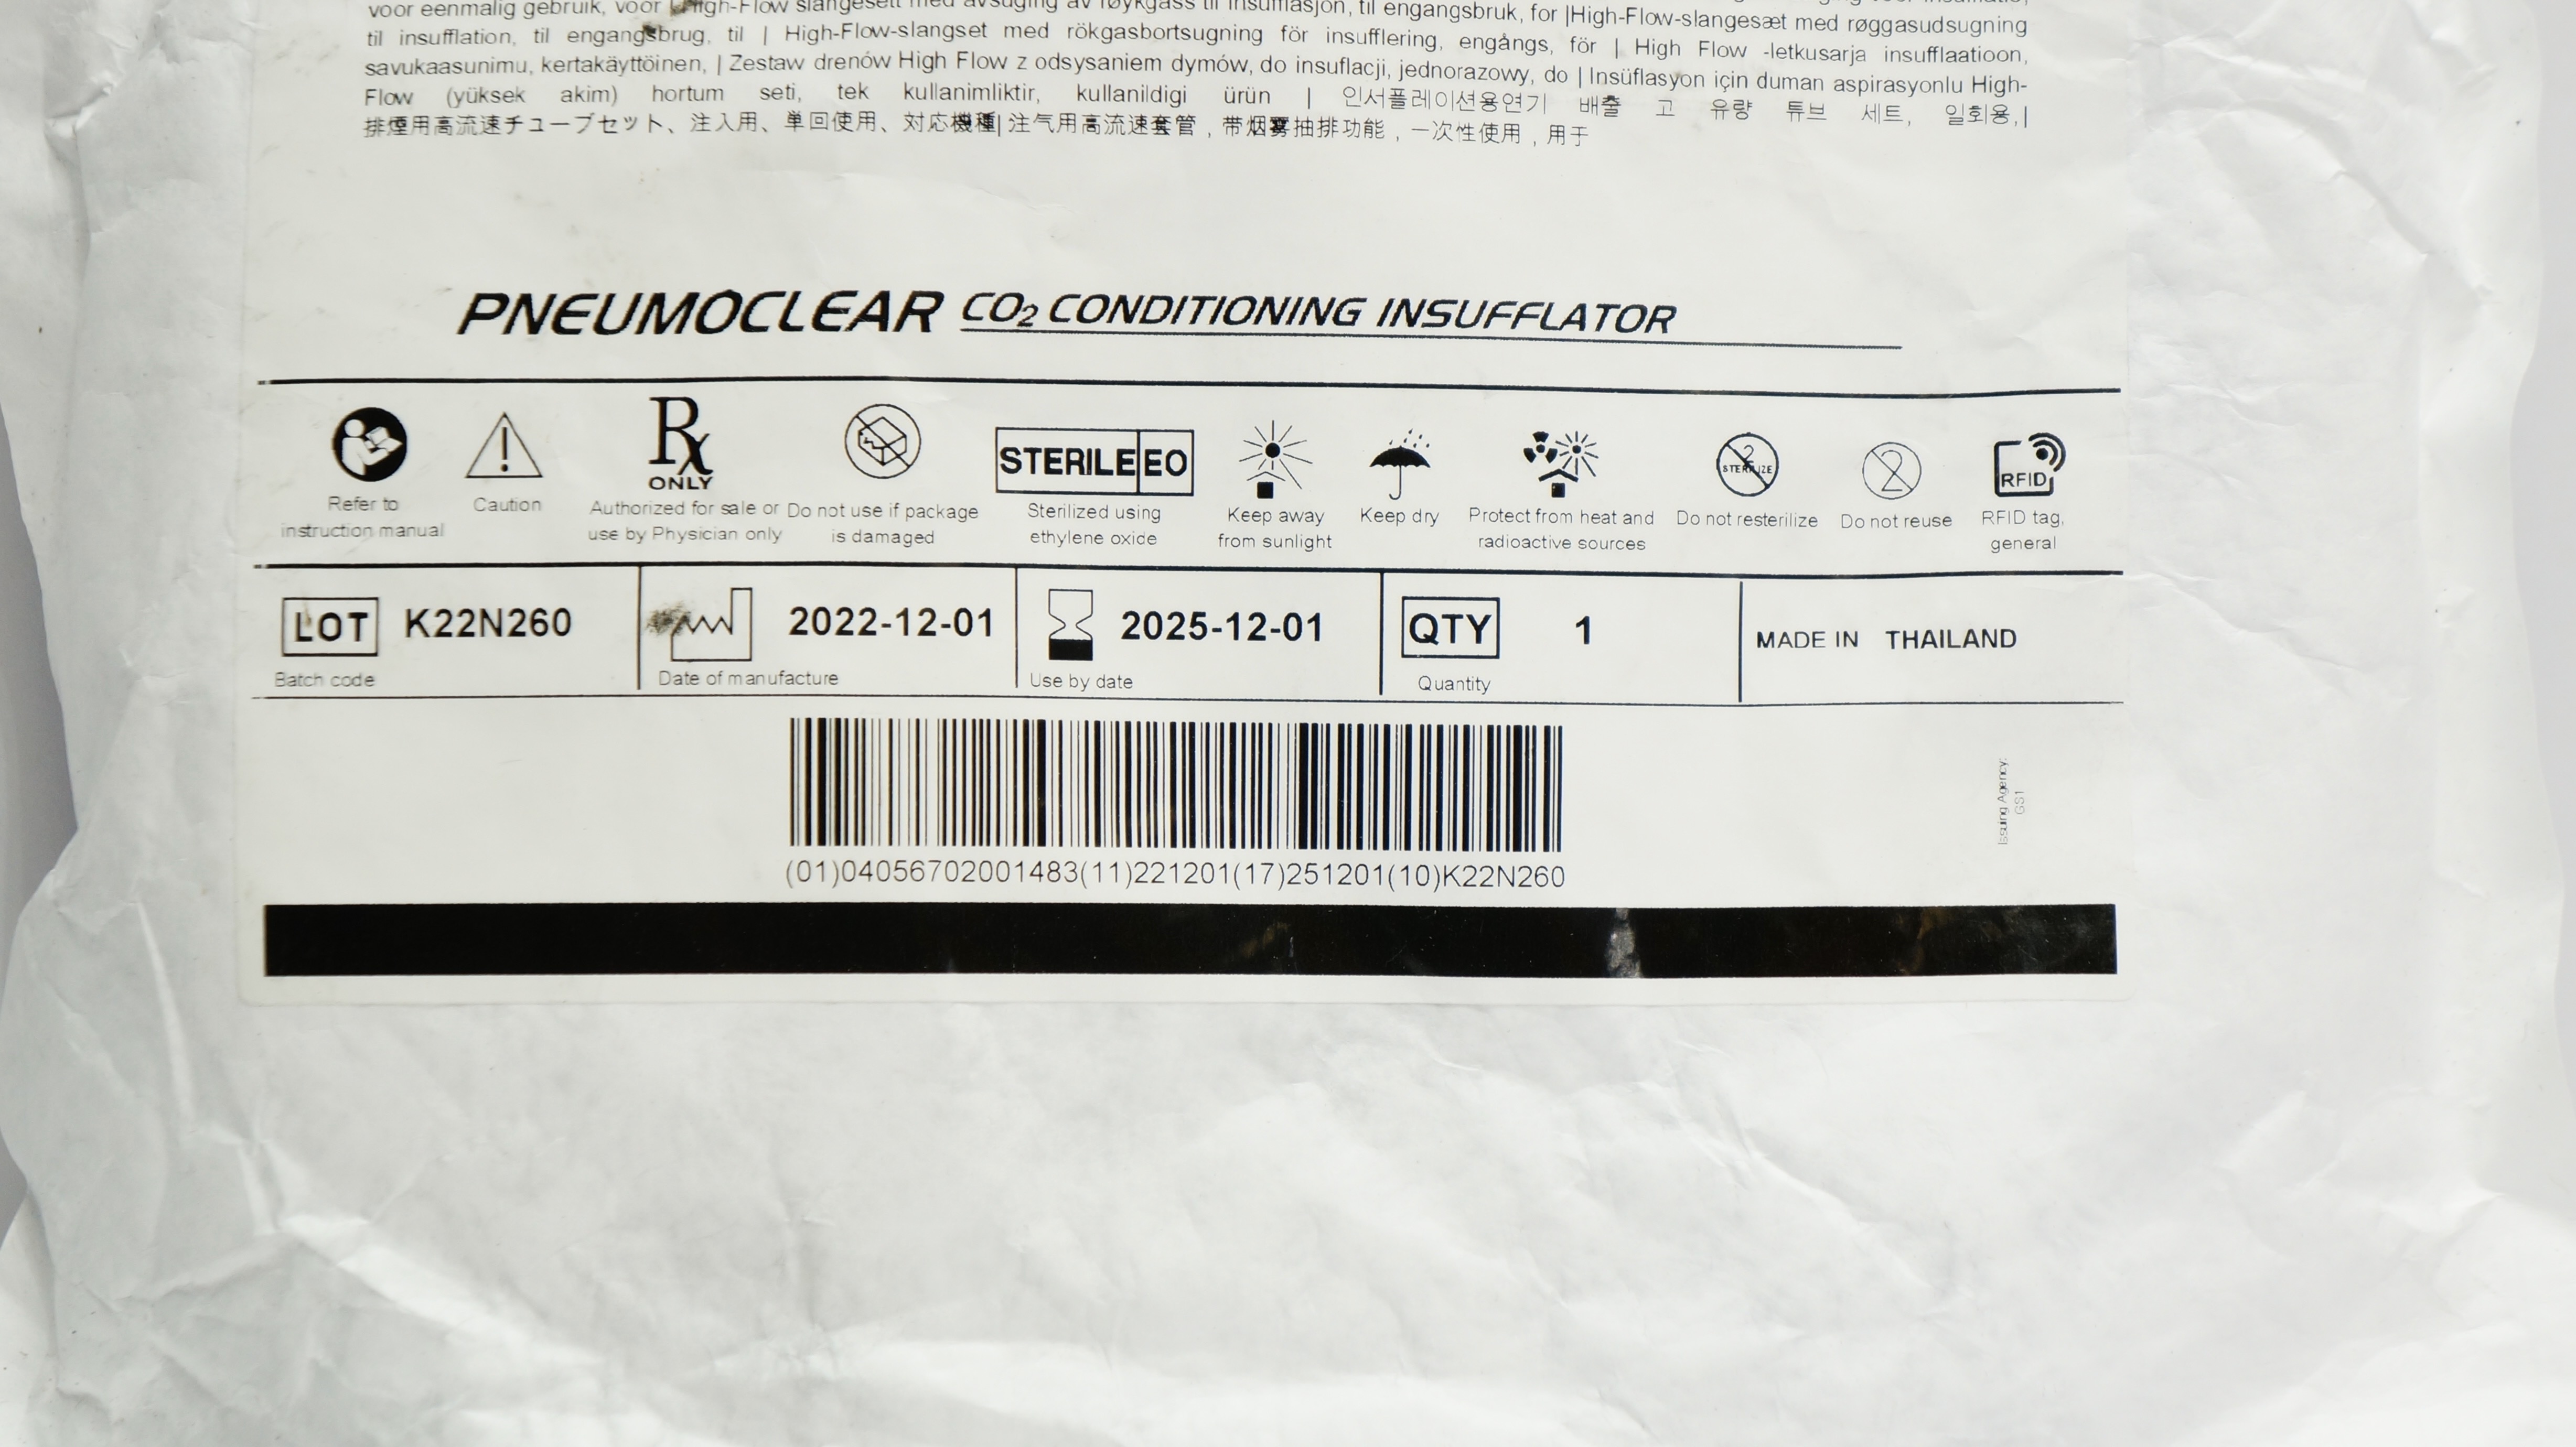 voor eenmalig gebruik, voor | High-Flow slangesett med avsuging av røykgass til insufflasjon, til engangsbruk, for |High-Flow-slangesæt med røggasudsugning
til insufflation, til engangsbrug, til | High-Flow-slangset med rökgasbortsugning för insufflering, engångs, för | High Flow -letkusarja insufflaatioon,
savukaasunimu, kertakäyttöinen, | Zestaw drenów High Flow z odsysaniem dymów, do insuflacji, jednorazowy, do | Insüflasyon için duman aspirasyonlu High-
Flow (yüksek akim) hortum seti, tek kullanimliktir, kullanildigi ürün | 인서플레이션용연기 배출 고 유량 튜브 세트, 일회용,|
排煙用高流速チューブセット、注入用、単回使用、対応機種| 注气用高流速套管，带烟雾抽排功能，一次性使用，用于
PNEUMOCLEAR CO2 CONDITIONING INSUFFLATOR
Rx
ONLY
STERILE EO
2
STERILIZE
2
RFID
Refer to
instruction manual
Caution
Authorized for sale or
use by Physician only
Do not use if package
is damaged
Sterilized using
ethylene oxide
Keep away
from sunlight
Keep dry
Protect from heat and
radioactive sources
Do not resterilize
Do not reuse
RFID tag,
general
LOT K22N260
Batch code
2022-12-01
Date of manufacture
2025-12-01
Use by date
QTY 1
Quantity
MADE IN THAILAND
(01)04056702001483(11)221201(17)251201(10)K22N260
Issuing Agency:
GS1